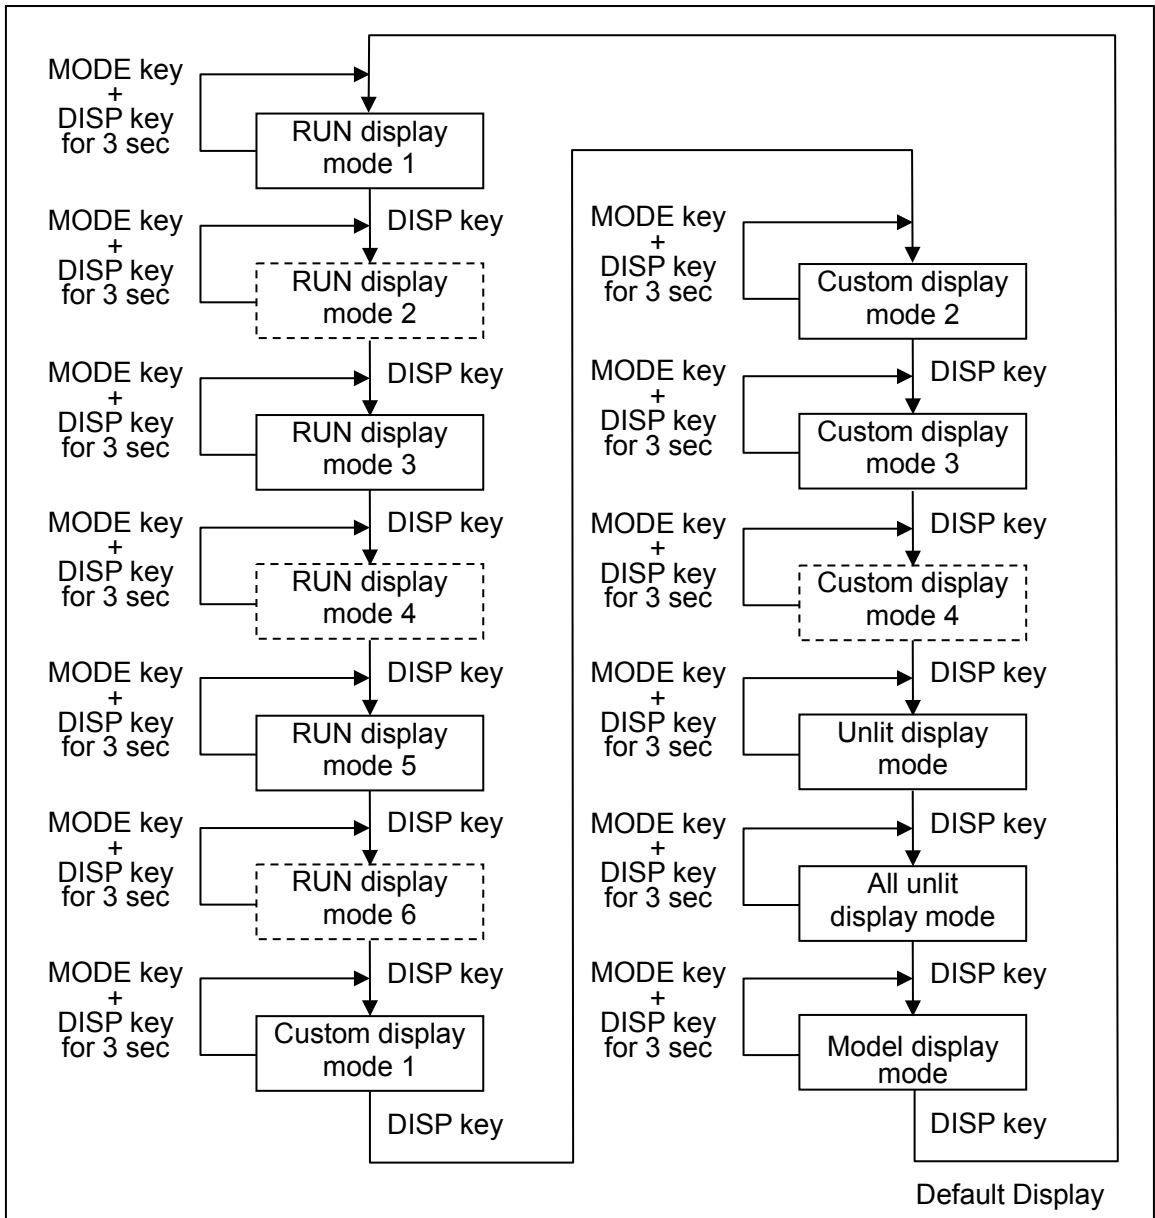 MODE key
+
DISP key
for 3 sec
RUN display
mode 1
MODE key
+
DISP key
for 3 sec
DISP key
RUN display
mode 2
MODE key
+
DISP key
for 3 sec
DISP key
RUN display
mode 3
MODE key
+
DISP key
for 3 sec
DISP key
RUN display
mode 4
MODE key
+
DISP key
for 3 sec
DISP key
RUN display
mode 5
MODE key
+
DISP key
for 3 sec
DISP key
RUN display
mode 6
MODE key
+
DISP key
for 3 sec
DISP key
Custom display
mode 1
DISP key
MODE key
+
DISP key
for 3 sec
Custom display
mode 2
MODE key
+
DISP key
for 3 sec
DISP key
Custom display
mode 3
MODE key
+
DISP key
for 3 sec
DISP key
Custom display
mode 4
MODE key
+
DISP key
for 3 sec
DISP key
Unlit display
mode
MODE key
+
DISP key
for 3 sec
DISP key
All unlit
display mode
MODE key
+
DISP key
for 3 sec
DISP key
Model display
mode
DISP key
Default Display